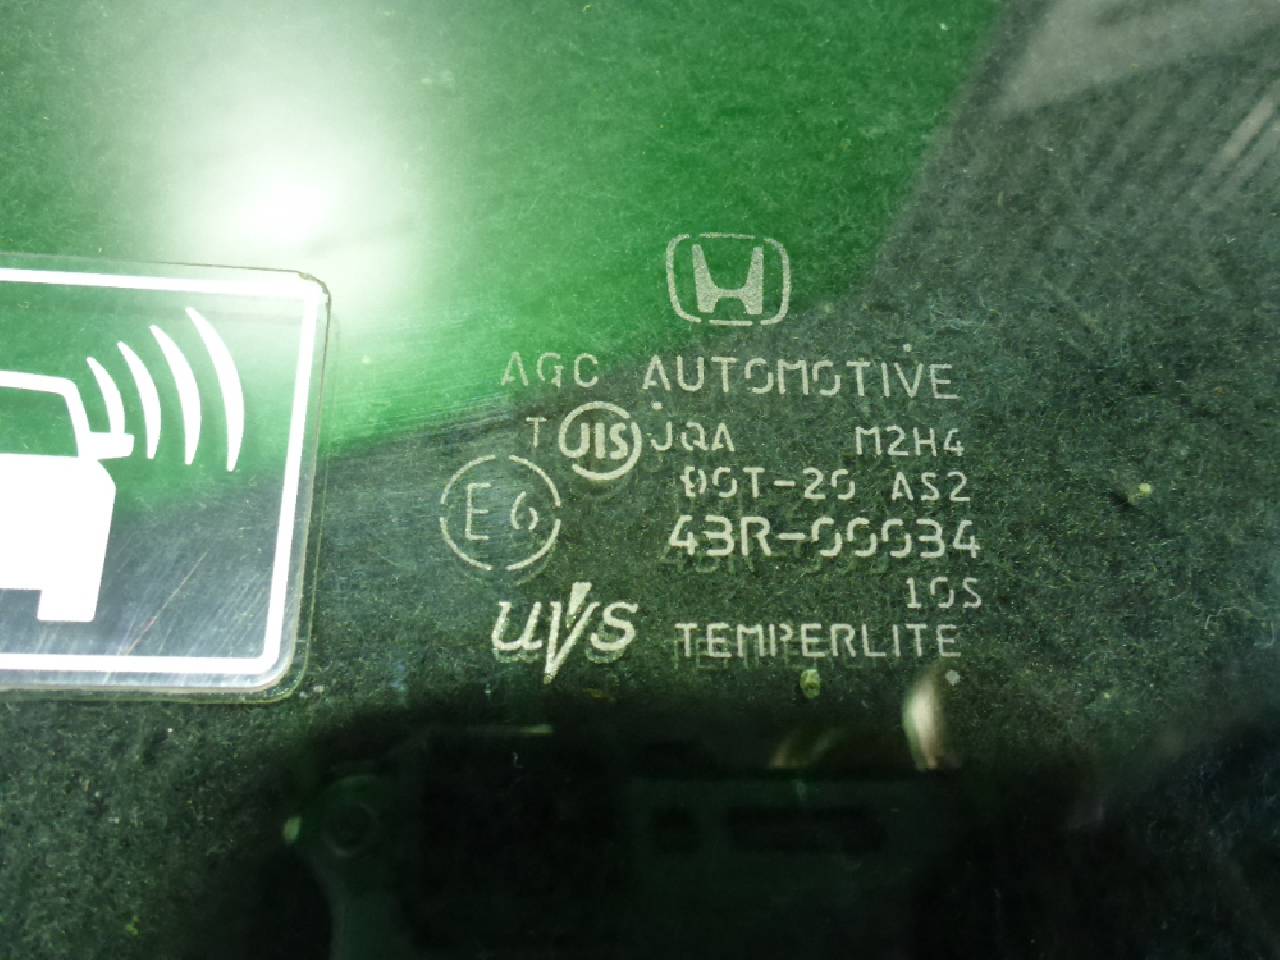 AGC AUTOMOTIVE
T JIS JQA M2H4
DOT-20 AS2
E6 43R-00034
10S
UVS TEMPERLITE